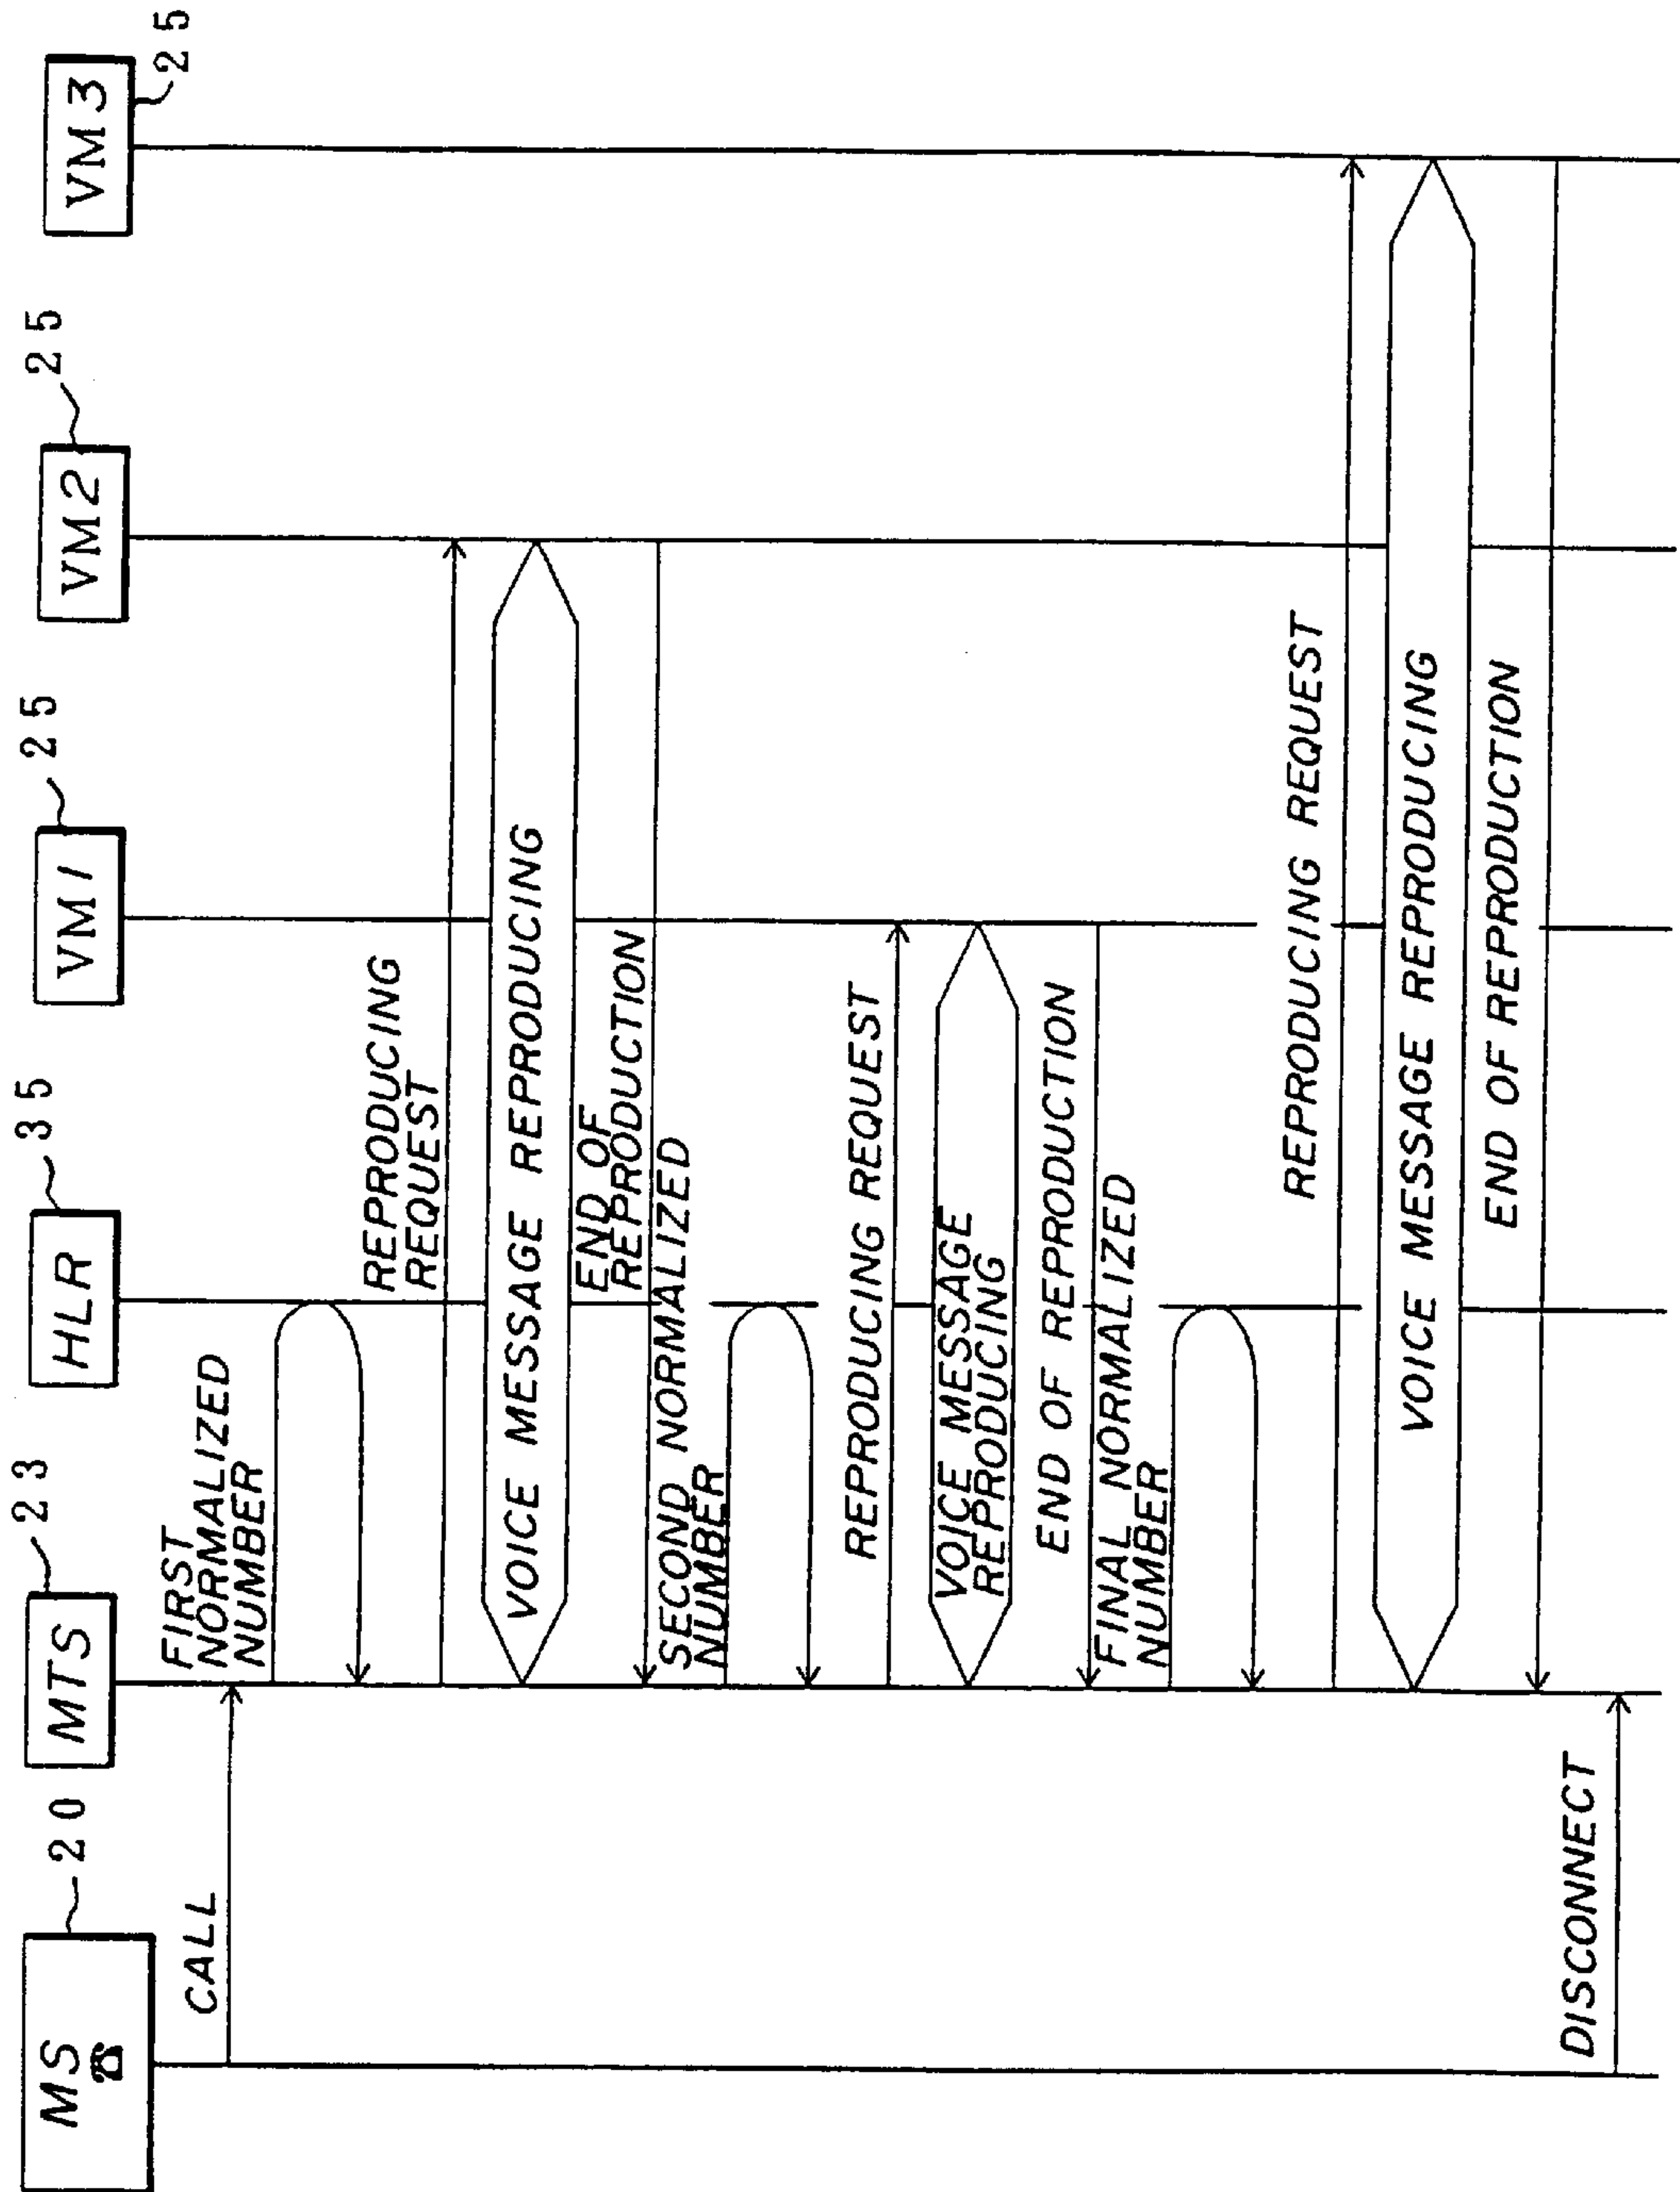 MS
20
MTS
23
HLR
35
VM1
25
VM2
25
VM3
25
CALL
FIRST
NORMALIZED
NUMBER
REPRODUCING
REQUEST
VOICE MESSAGE REPRODUCING
END OF
REPRODUCTION
SECOND NORMALIZED
NUMBER
REPRODUCING REQUEST
VOICE MESSAGE
REPRODUCING
END OF REPRODUCTION
FINAL NORMALIZED
NUMBER
REPRODUCING REQUEST
VOICE MESSAGE REPRODUCING
END OF REPRODUCTION
DISCONNECT